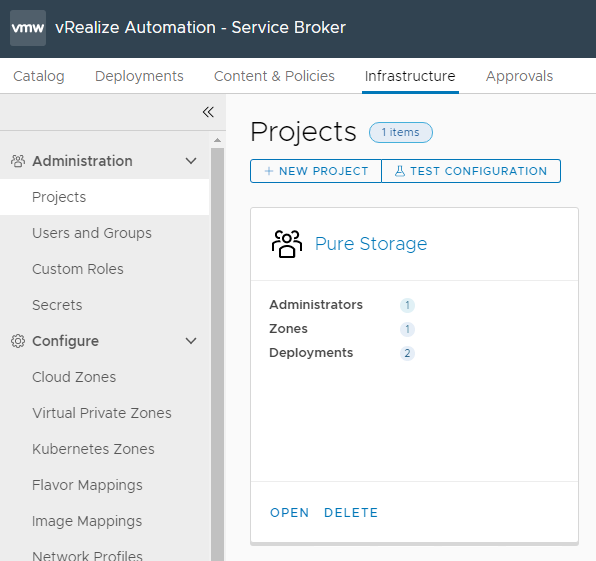 vmw vRealize Automation - Service Broker
Catalog Deployments Content & Policies Infrastructure Approvals
Administration
Projects
Users and Groups
Custom Roles
Secrets
Configure
Cloud Zones
Virtual Private Zones
Kubernetes Zones
Flavor Mappings
Image Mappings
Network Profiles
Projects 1 items
+ NEW PROJECT TEST CONFIGURATION
Pure Storage
Administrators 1
Zones 1
Deployments 2
OPEN DELETE